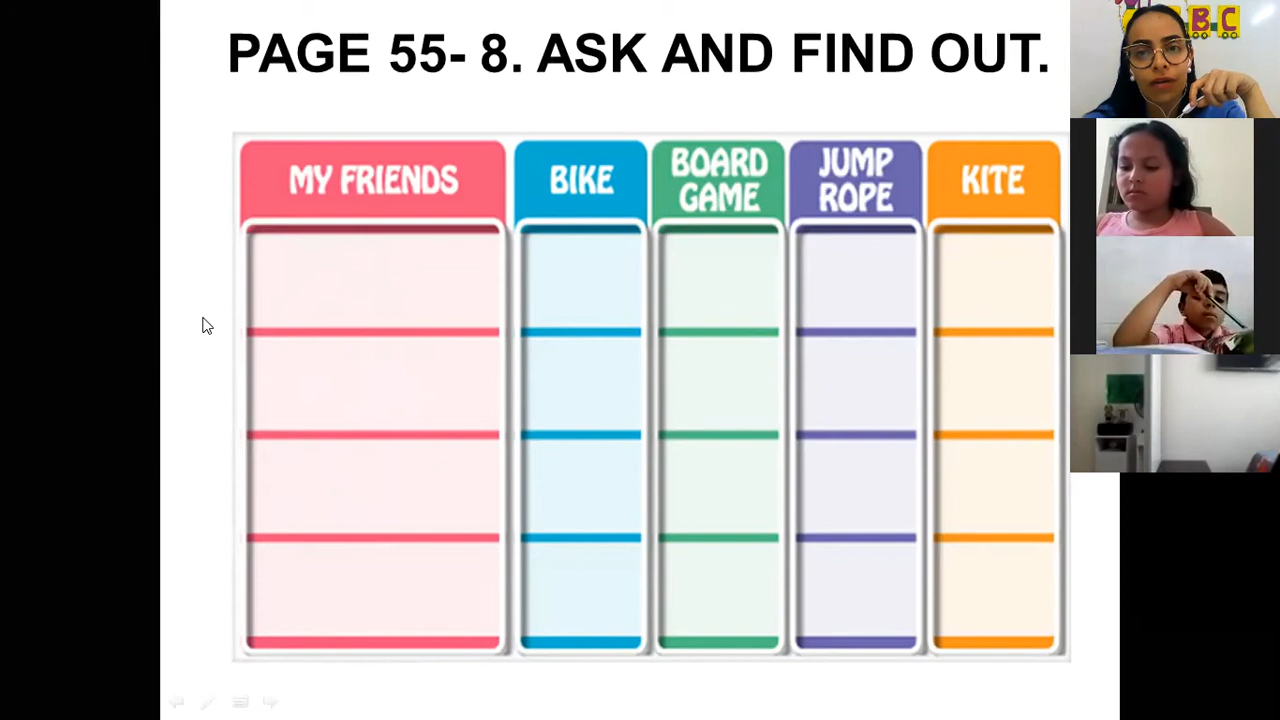 PAGE 55- 8. ASK AND FIND OUT.
MY FRIENDS
BIKE
BOARD
GAME
JUMP
ROPE
KITE
B C